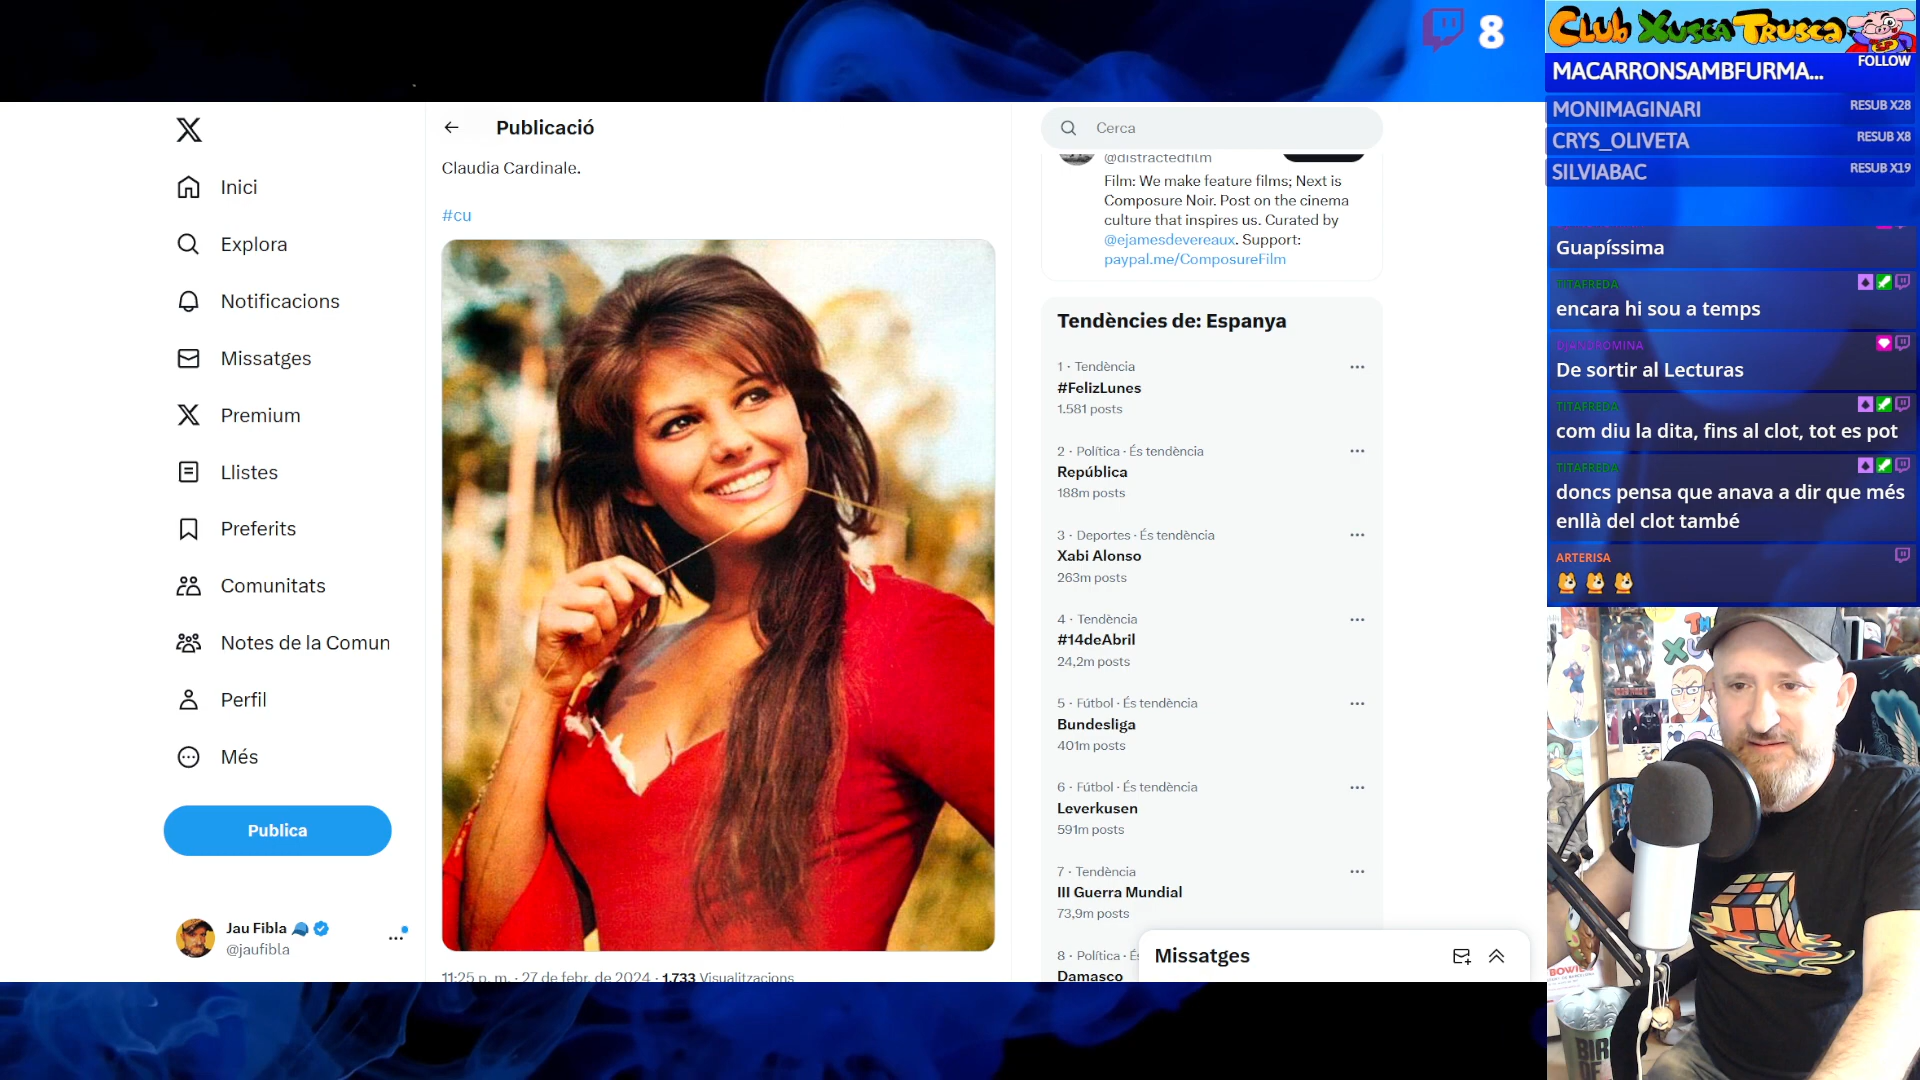 8
Club Xusca Trusca
FOLLOW
MACARRONSAMBFURMA...
MONIMAGINARI
RESUB X28
CRYS_OLIVETA
RESUB X8
SILVIABAC
RESUB X19
Inici
Explora
Notificacions
Missatges
Premium
Llistes
Preferits
Comunitats
Notes de la Comun
Perfil
Més
Publica
Jau Fibla
@jaufibla
Publicació
Claudia Cardinale.
#cu
11:25 p. m. · 27 de febr. de 2024 · 1.733 Visualitzacions
Cerca
@distractedfilm
Film: We make feature films; Next is
Composure Noir. Post on the cinema
culture that inspires us. Curated by
@ejamesdevereaux. Support:
paypal.me/ComposureFilm
Tendències de: Espanya
1 · Tendència
#FelizLunes
1.581 posts
2 · Política · És tendència
República
188m posts
3 · Deportes · És tendència
Xabi Alonso
263m posts
4 · Tendència
#14deAbril
24,2m posts
5 · Fútbol · És tendència
Bundesliga
401m posts
6 · Fútbol · És tendència
Leverkusen
591m posts
7 · Tendència
III Guerra Mundial
73,9m posts
8 · Política · És
Damasco
Missatges
Guapíssima
TITAFREDA
encara hi sou a temps
De sortir al Lecturas
TITAFREDA
com diu la dita, fins al clot, tot es pot
TITAFREDA
doncs pensa que anava a dir que més
enllà del clot també
ARTERISA
BOWIE